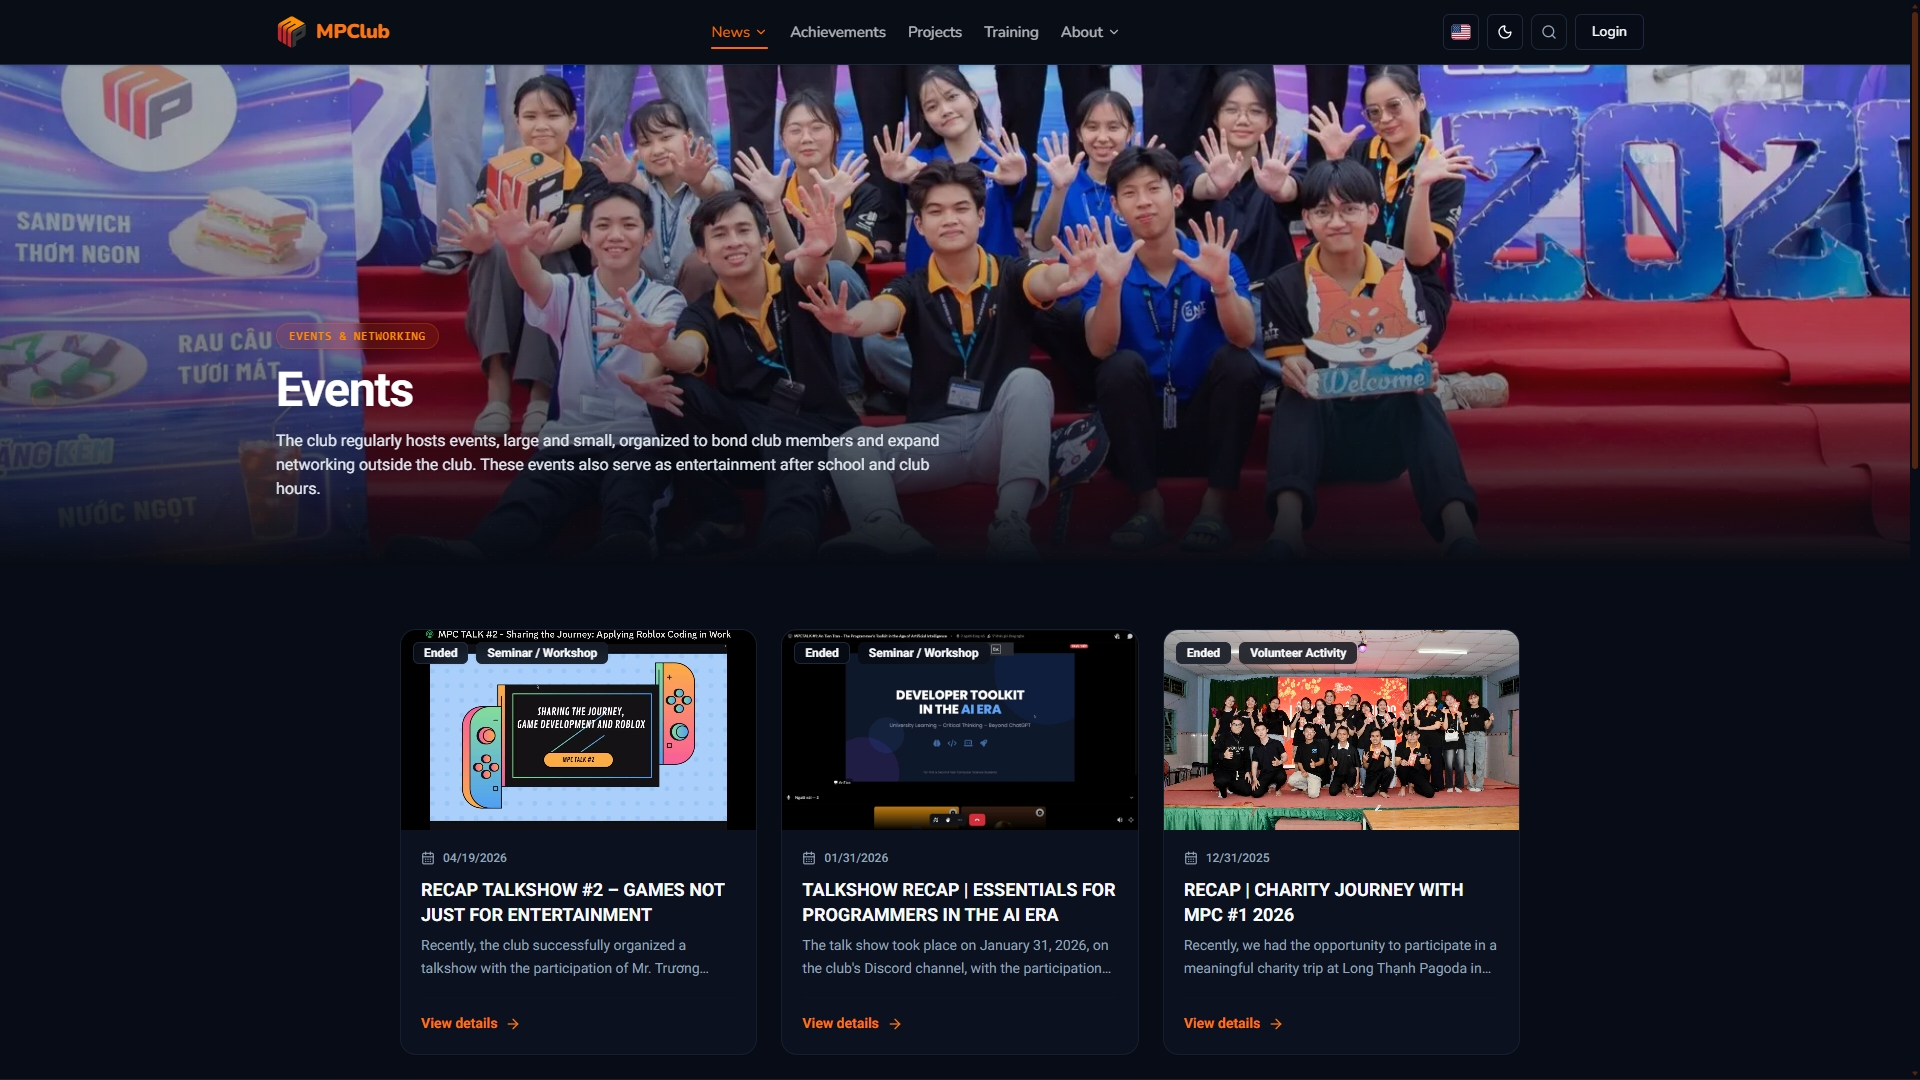 MPClub
News
Achievements
Projects
Training
About
Login
SANDWICH
THƠM NGON
RAU CÂU
TƯƠI MÁT
NƯỚC NGỌT
Welcome
EVENTS & NETWORKING
Events
The club regularly hosts events, large and small, organized to bond club members and expand
networking outside the club. These events also serve as entertainment after school and club
hours.
MPC TALK #2 - Sharing the Journey: Applying Roblox Coding in Work
Ended
Seminar / Workshop
SHARING THE JOURNEY,
GAME DEVELOPMENT AND ROBLOX
MPC TALK #2
04/19/2026
RECAP TALKSHOW #2 – GAMES NOT
JUST FOR ENTERTAINMENT
Recently, the club successfully organized a
talkshow with the participation of Mr. Trương...
View details
Ended
Seminar / Workshop
DEVELOPER TOOLKIT
IN THE AI ERA
University Learning – Critical Thinking – Beyond ChatGPT
01/31/2026
TALKSHOW RECAP | ESSENTIALS FOR
PROGRAMMERS IN THE AI ERA
The talk show took place on January 31, 2026, on
the club's Discord channel, with the participation...
View details
Ended
Volunteer Activity
12/31/2025
RECAP | CHARITY JOURNEY WITH
MPC #1 2026
Recently, we had the opportunity to participate in a
meaningful charity trip at Long Thạnh Pagoda in...
View details